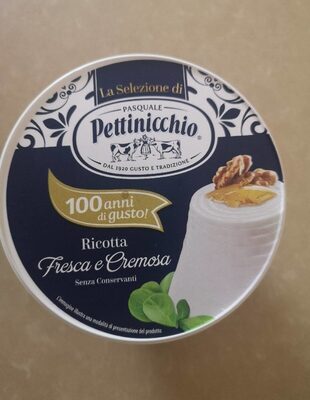 La Selezione di
PASQUALE
Pettinicchio®
DAL 1920 GUSTO E TRADIZIONE
100 anni
di gusto!
Ricotta
Fresca e Cremosa
Senza Conservanti
L'immagine illustra una modalità di presentazione del prodotto.